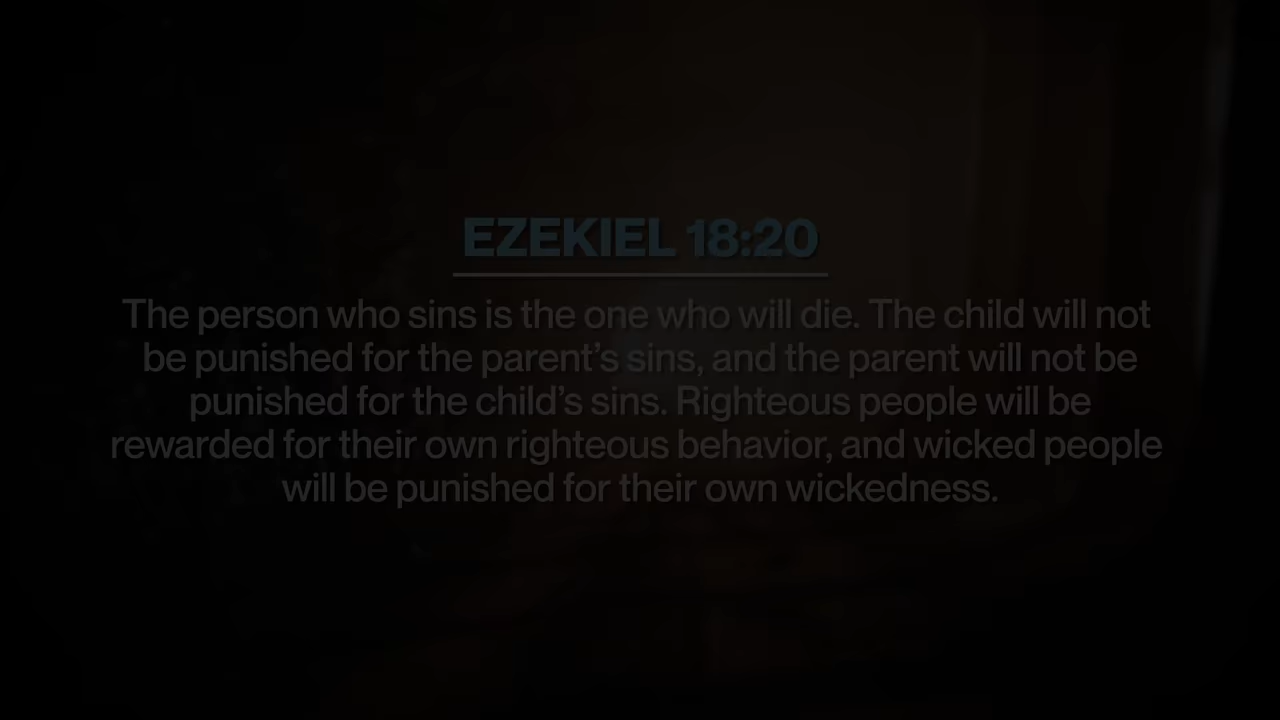 EZEKIEL 18:20
The person who sins is the one who will die. The child will not
be punished for the parent’s sins, and the parent will not be
punished for the child’s sins. Righteous people will be
rewarded for their own righteous behavior, and wicked people
will be punished for their own wickedness.